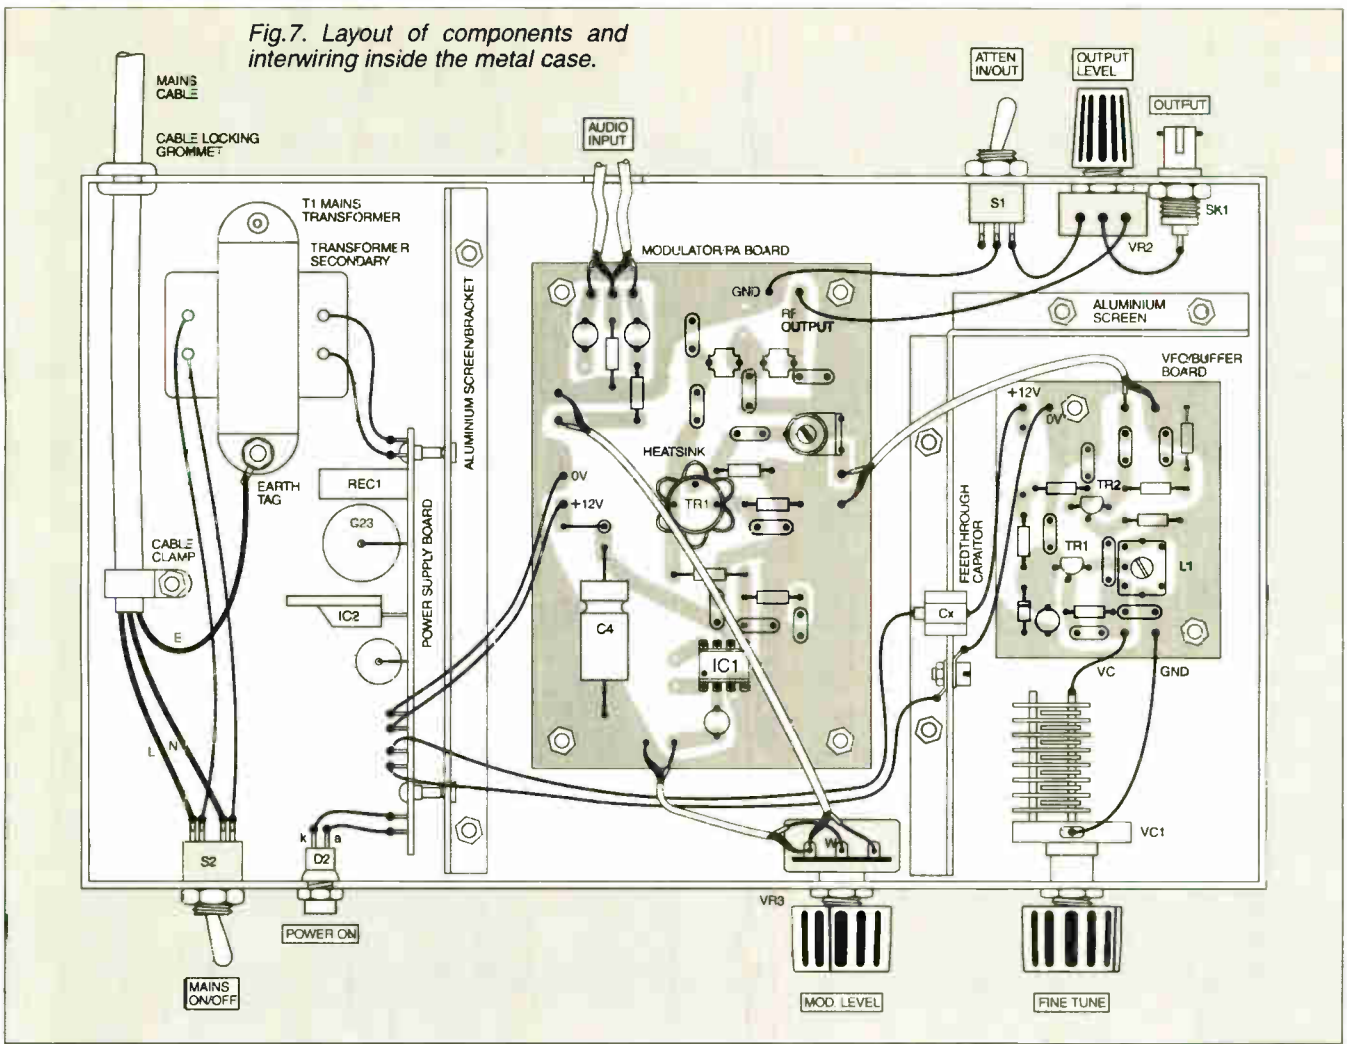 Fig.7. Layout of components and
interwiring inside the metal case.
MAINS
CABLE
CABLE LOCKING
GROMMET
AUDIO
INPUT
ATTEN
IN/OUT
OUTPUT
LEVEL
OUTPUT
T1 MAINS
TRANSFORMER
TRANSFORMER
SECONDARY
S1
VR2
SK1
MODULATOR/PA BOARD
GND
RF
OUTPUT
ALUMINIUM
SCREEN
VFO/BUFFER
BOARD
+12V
0V
ALUMINIUM SCREEN/BRACKET
HEATSINK
TR1
0V
+12V
EARTH
TAG
REC1
C23
CABLE
CLAMP
IC2
POWER SUPPLY BOARD
E
L
N
C4
IC1
FEEDTHROUGH
CAPAITOR
Cx
TR2
TR1
L1
VC
GND
VC1
k
a
S2
D2
W
VR3
POWER ON
MAINS
ON/OFF
MOD. LEVEL
FINE TUNE